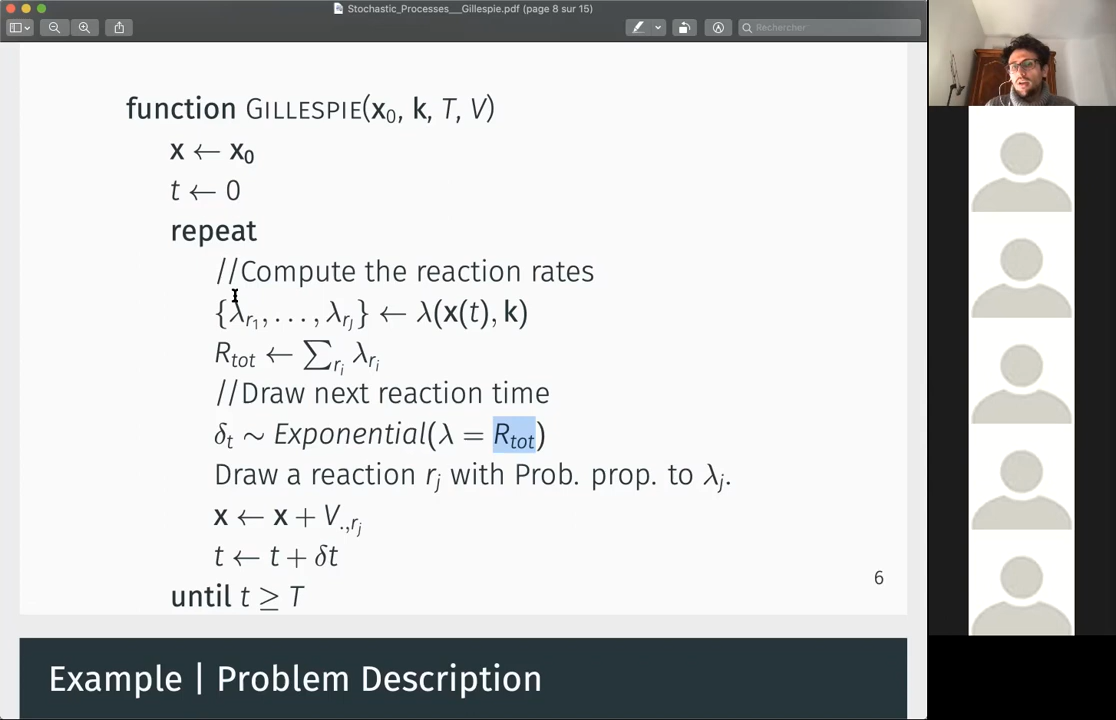 Stochastic_Processes__Gillespie.pdf (page 8 sur 15)
Rechercher
function GILLESPIE(x₀, k, T, V)
x ← x₀
t ← 0
repeat
//Compute the reaction rates
{λ_{r_1}, . . . , λ_{r_J}} ← λ(x(t), k)
R_{tot} ← ∑_{r_i} λ_{r_i}
//Draw next reaction time
δ_t ∼ Exponential(λ = R_{tot})
Draw a reaction r_j with Prob. prop. to λ_j.
x ← x + V_{.,r_j}
t ← t + δt
until t ≥ T
6
Example | Problem Description